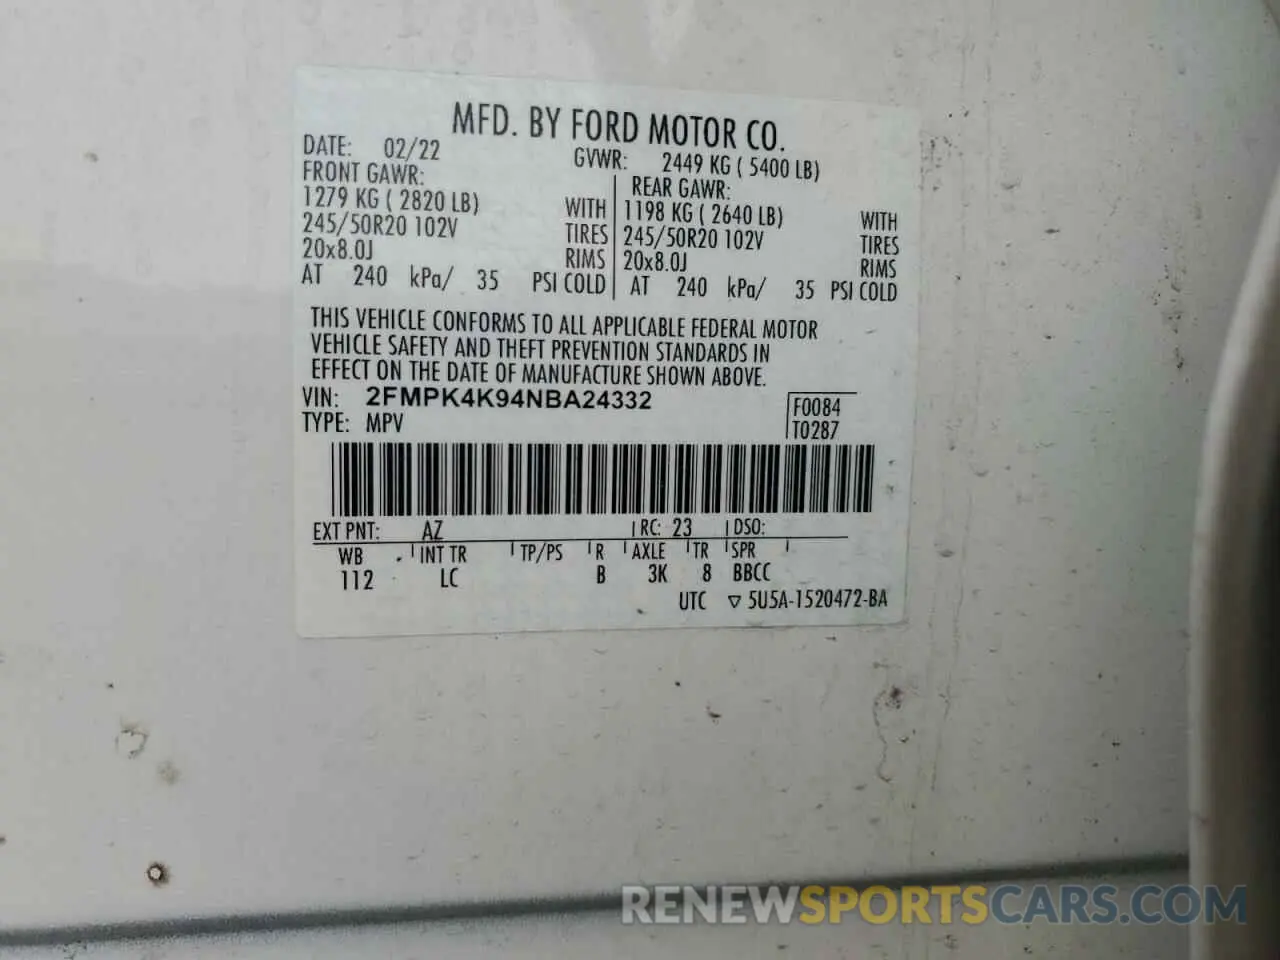 MFD. BY FORD MOTOR CO.
DATE: 02/22 GVWR: 2449 KG ( 5400 LB)
FRONT GAWR: REAR GAWR:
1279 KG ( 2820 LB) WITH 1198 KG ( 2640 LB) WITH
245/50R20 102V TIRES 245/50R20 102V TIRES
20x8.0J RIMS 20x8.0J RIMS
AT 240 kPa/ 35 PSI COLD AT 240 kPa/ 35 PSI COLD
THIS VEHICLE CONFORMS TO ALL APPLICABLE FEDERAL MOTOR
VEHICLE SAFETY AND THEFT PREVENTION STANDARDS IN
EFFECT ON THE DATE OF MANUFACTURE SHOWN ABOVE.
VIN: 2FMPK4K94NBA24332 F0084
TYPE: MPV T0287
EXT PNT: AZ RC: 23 DSO:
WB INT TR TP/PS R AXLE TR SPR
112 LC B 3K 8 BBCC
UTC ▽ 5U5A-1520472-BA
RENEWSPORTSCARS.COM